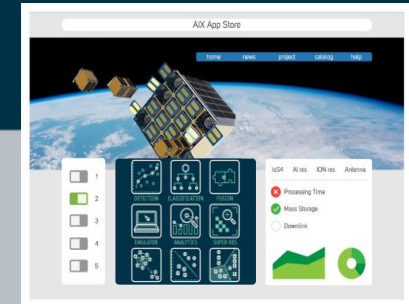 AIX App Store
home news project catalog help
1
2
3
4
5
DETECTION CLASSIFICATION FUSION
EMULATOR ANALYTICS SUPER-RES
AI res ION res Antenna
Processing Time
Mass Storage
Downlink